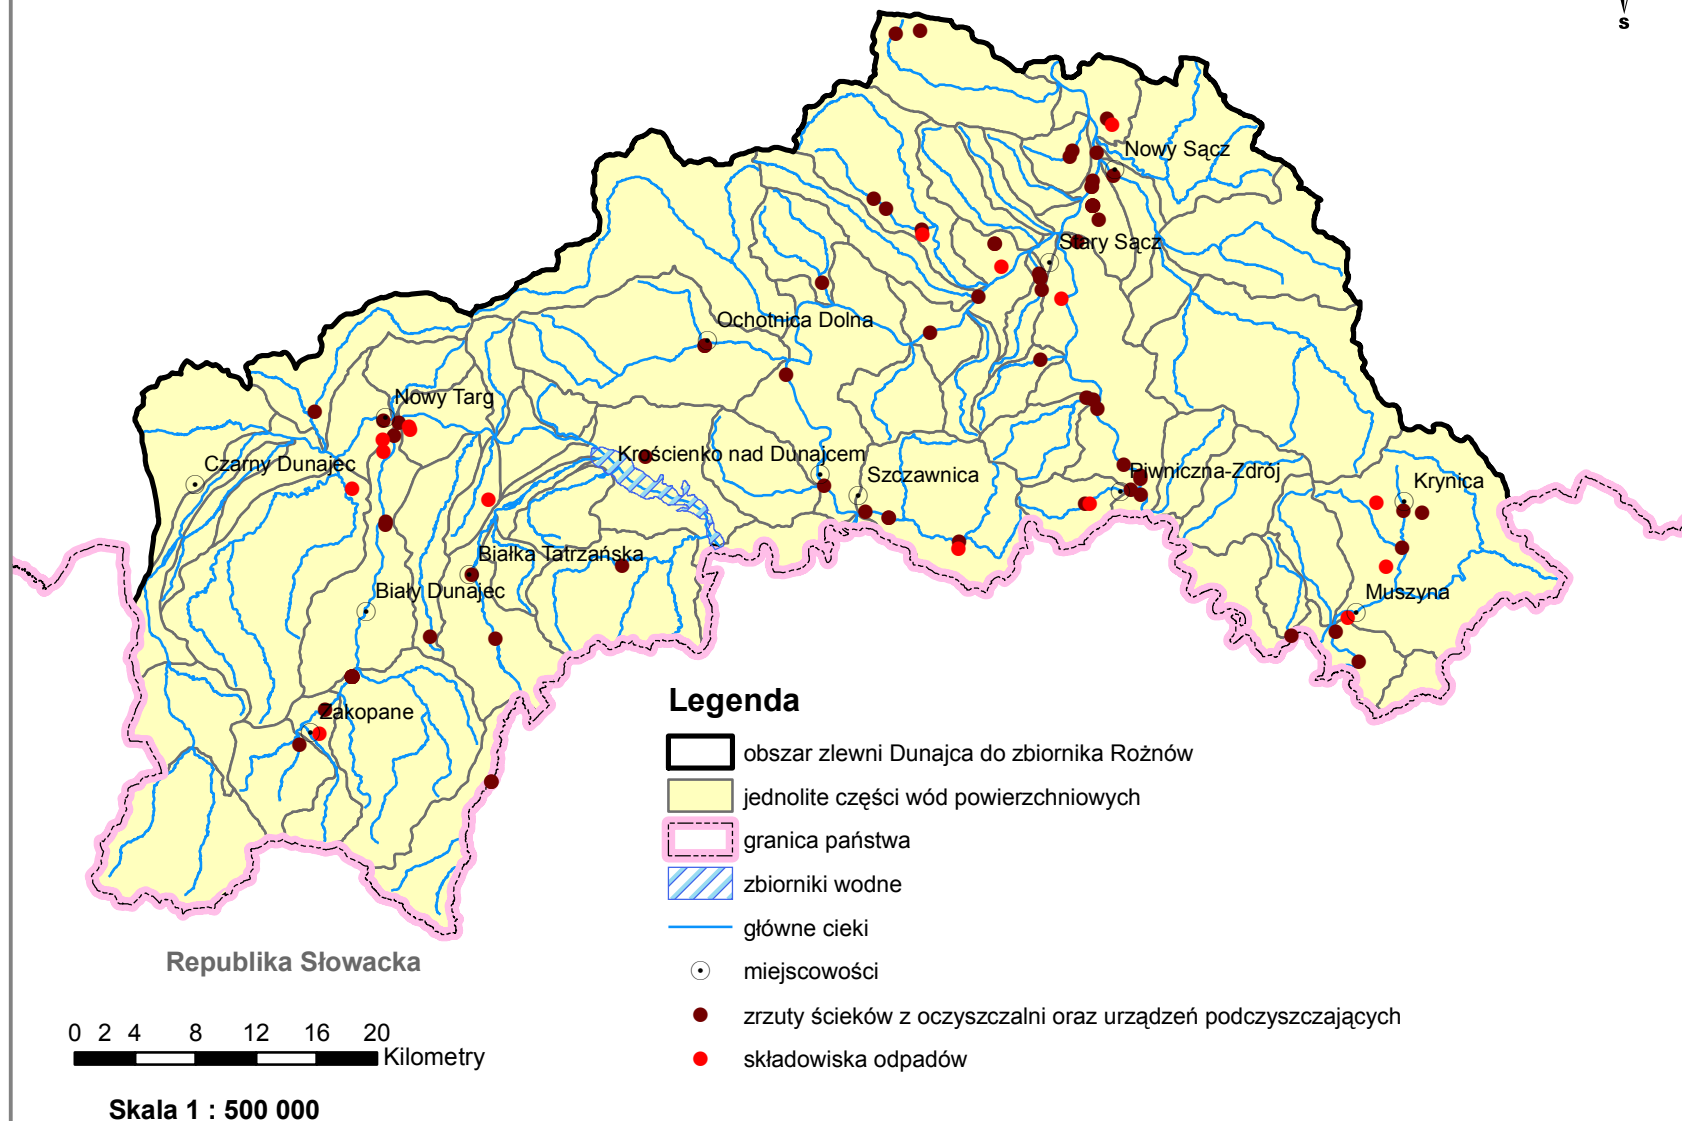 S
Nowy Sącz
Stary Sącz
Ochotnica Dolna
Nowy Targ
Krościenko nad Dunajcem
Czarny Dunajec
Szczawnica
Piwniczna-Zdrój
Krynica
Białka Tatrzańska
Biały Dunajec
Muszyna
Zakopane
Legenda
obszar zlewni Dunajca do zbiornika Rożnów
jednolite części wód powierzchniowych
granica państwa
zbiorniki wodne
główne cieki
miejscowości
zrzuty ścieków z oczyszczalni oraz urządzeń podczyszczających
składowiska odpadów
Republika Słowacka
0 2 4 8 12 16 20
Kilometry
Skala 1 : 500 000